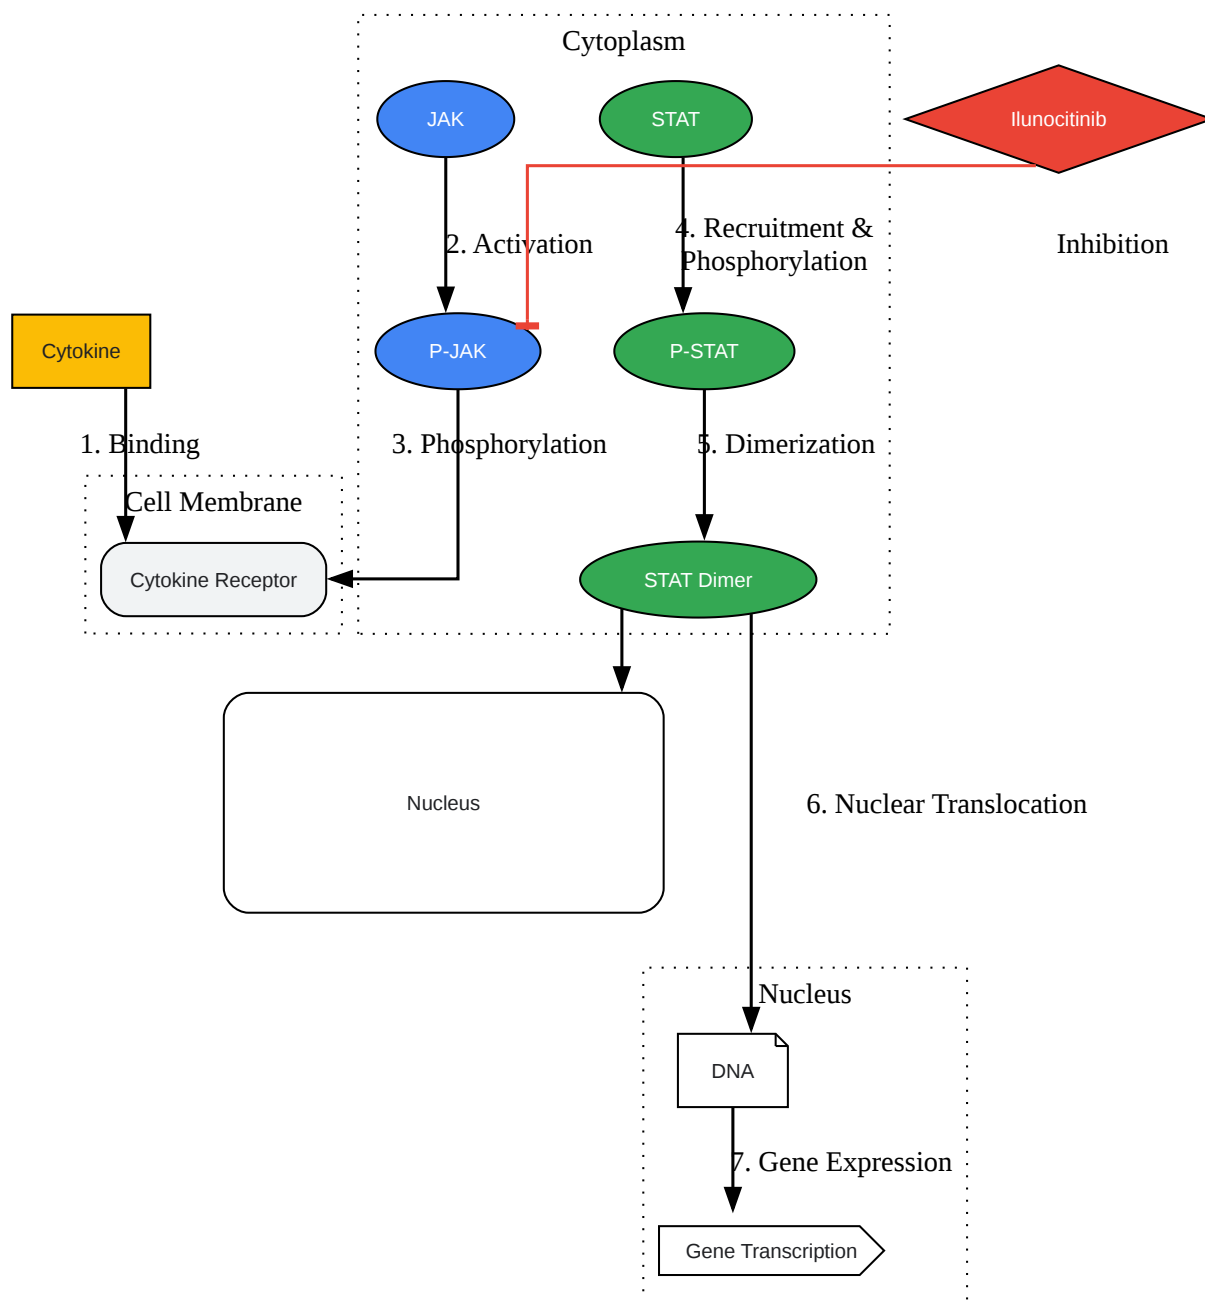 Cytoplasm
JAK
STAT
Ilunocitinib
2. Activation
4. Recruitment &
Phosphorylation
Inhibition
Cytokine
P-JAK
P-STAT
1. Binding
3. Phosphorylation
5. Dimerization
Cell Membrane
Cytokine Receptor
STAT Dimer
Nucleus
6. Nuclear Translocation
Nucleus
DNA
7. Gene Expression
Gene Transcription